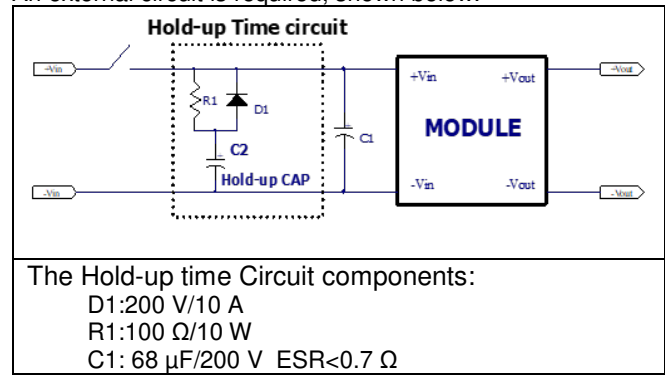 An external circuit is required, shown below.
Hold-up Time circuit
+Vin
R1
D1
C2
Hold-up CAP
C1
-Vin
+Vin
+Vout
MODULE
-Vin
-Vout
+Vout
-Vout
The Hold-up time Circuit components:
D1:200 V/10 A
R1:100 Ω/10 W
C1: 68 µF/200 V ESR<0.7 Ω